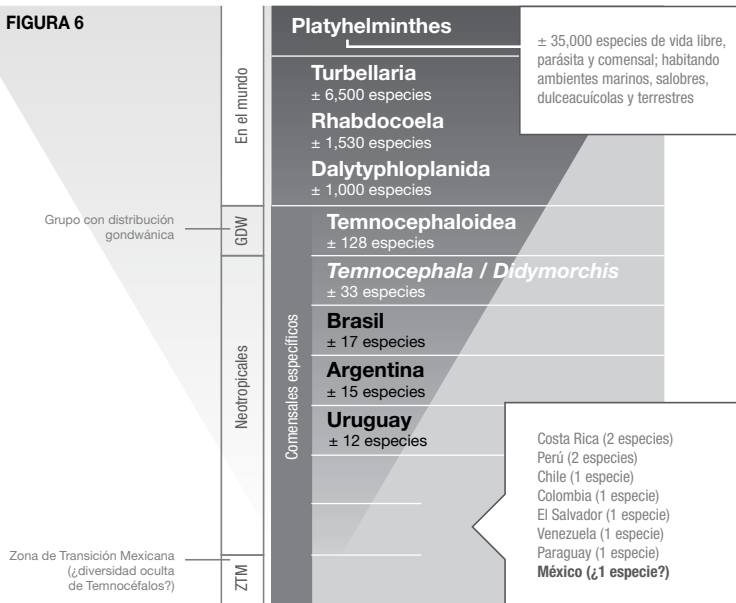 FIGURA 6
Platyhelminthes
± 35,000 especies de vida libre,
parásita y comensal; habitando
ambientes marinos, salobres,
dulceacuícolas y terrestres
En el mundo
Turbellaria
± 6,500 especies
Rhabdocoela
± 1,530 especies
Dalytyphloplanida
± 1,000 especies
Grupo con distribución
gondwánica
GDW
Temnocephaloidea
± 128 especies
Comensales específicos
Neotropicales
Temnocephala / Didymorchis
± 33 especies
Brasil
± 17 especies
Argentina
± 15 especies
Uruguay
± 12 especies
Costa Rica (2 especies)
Perú (2 especies)
Chile (1 especie)
Colombia (1 especie)
El Salvador (1 especie)
Venezuela (1 especie)
Paraguay (1 especie)
México (¿1 especie?)
Zona de Transición Mexicana
(¿diversidad oculta
de Temnocéfalos?)
ZTM